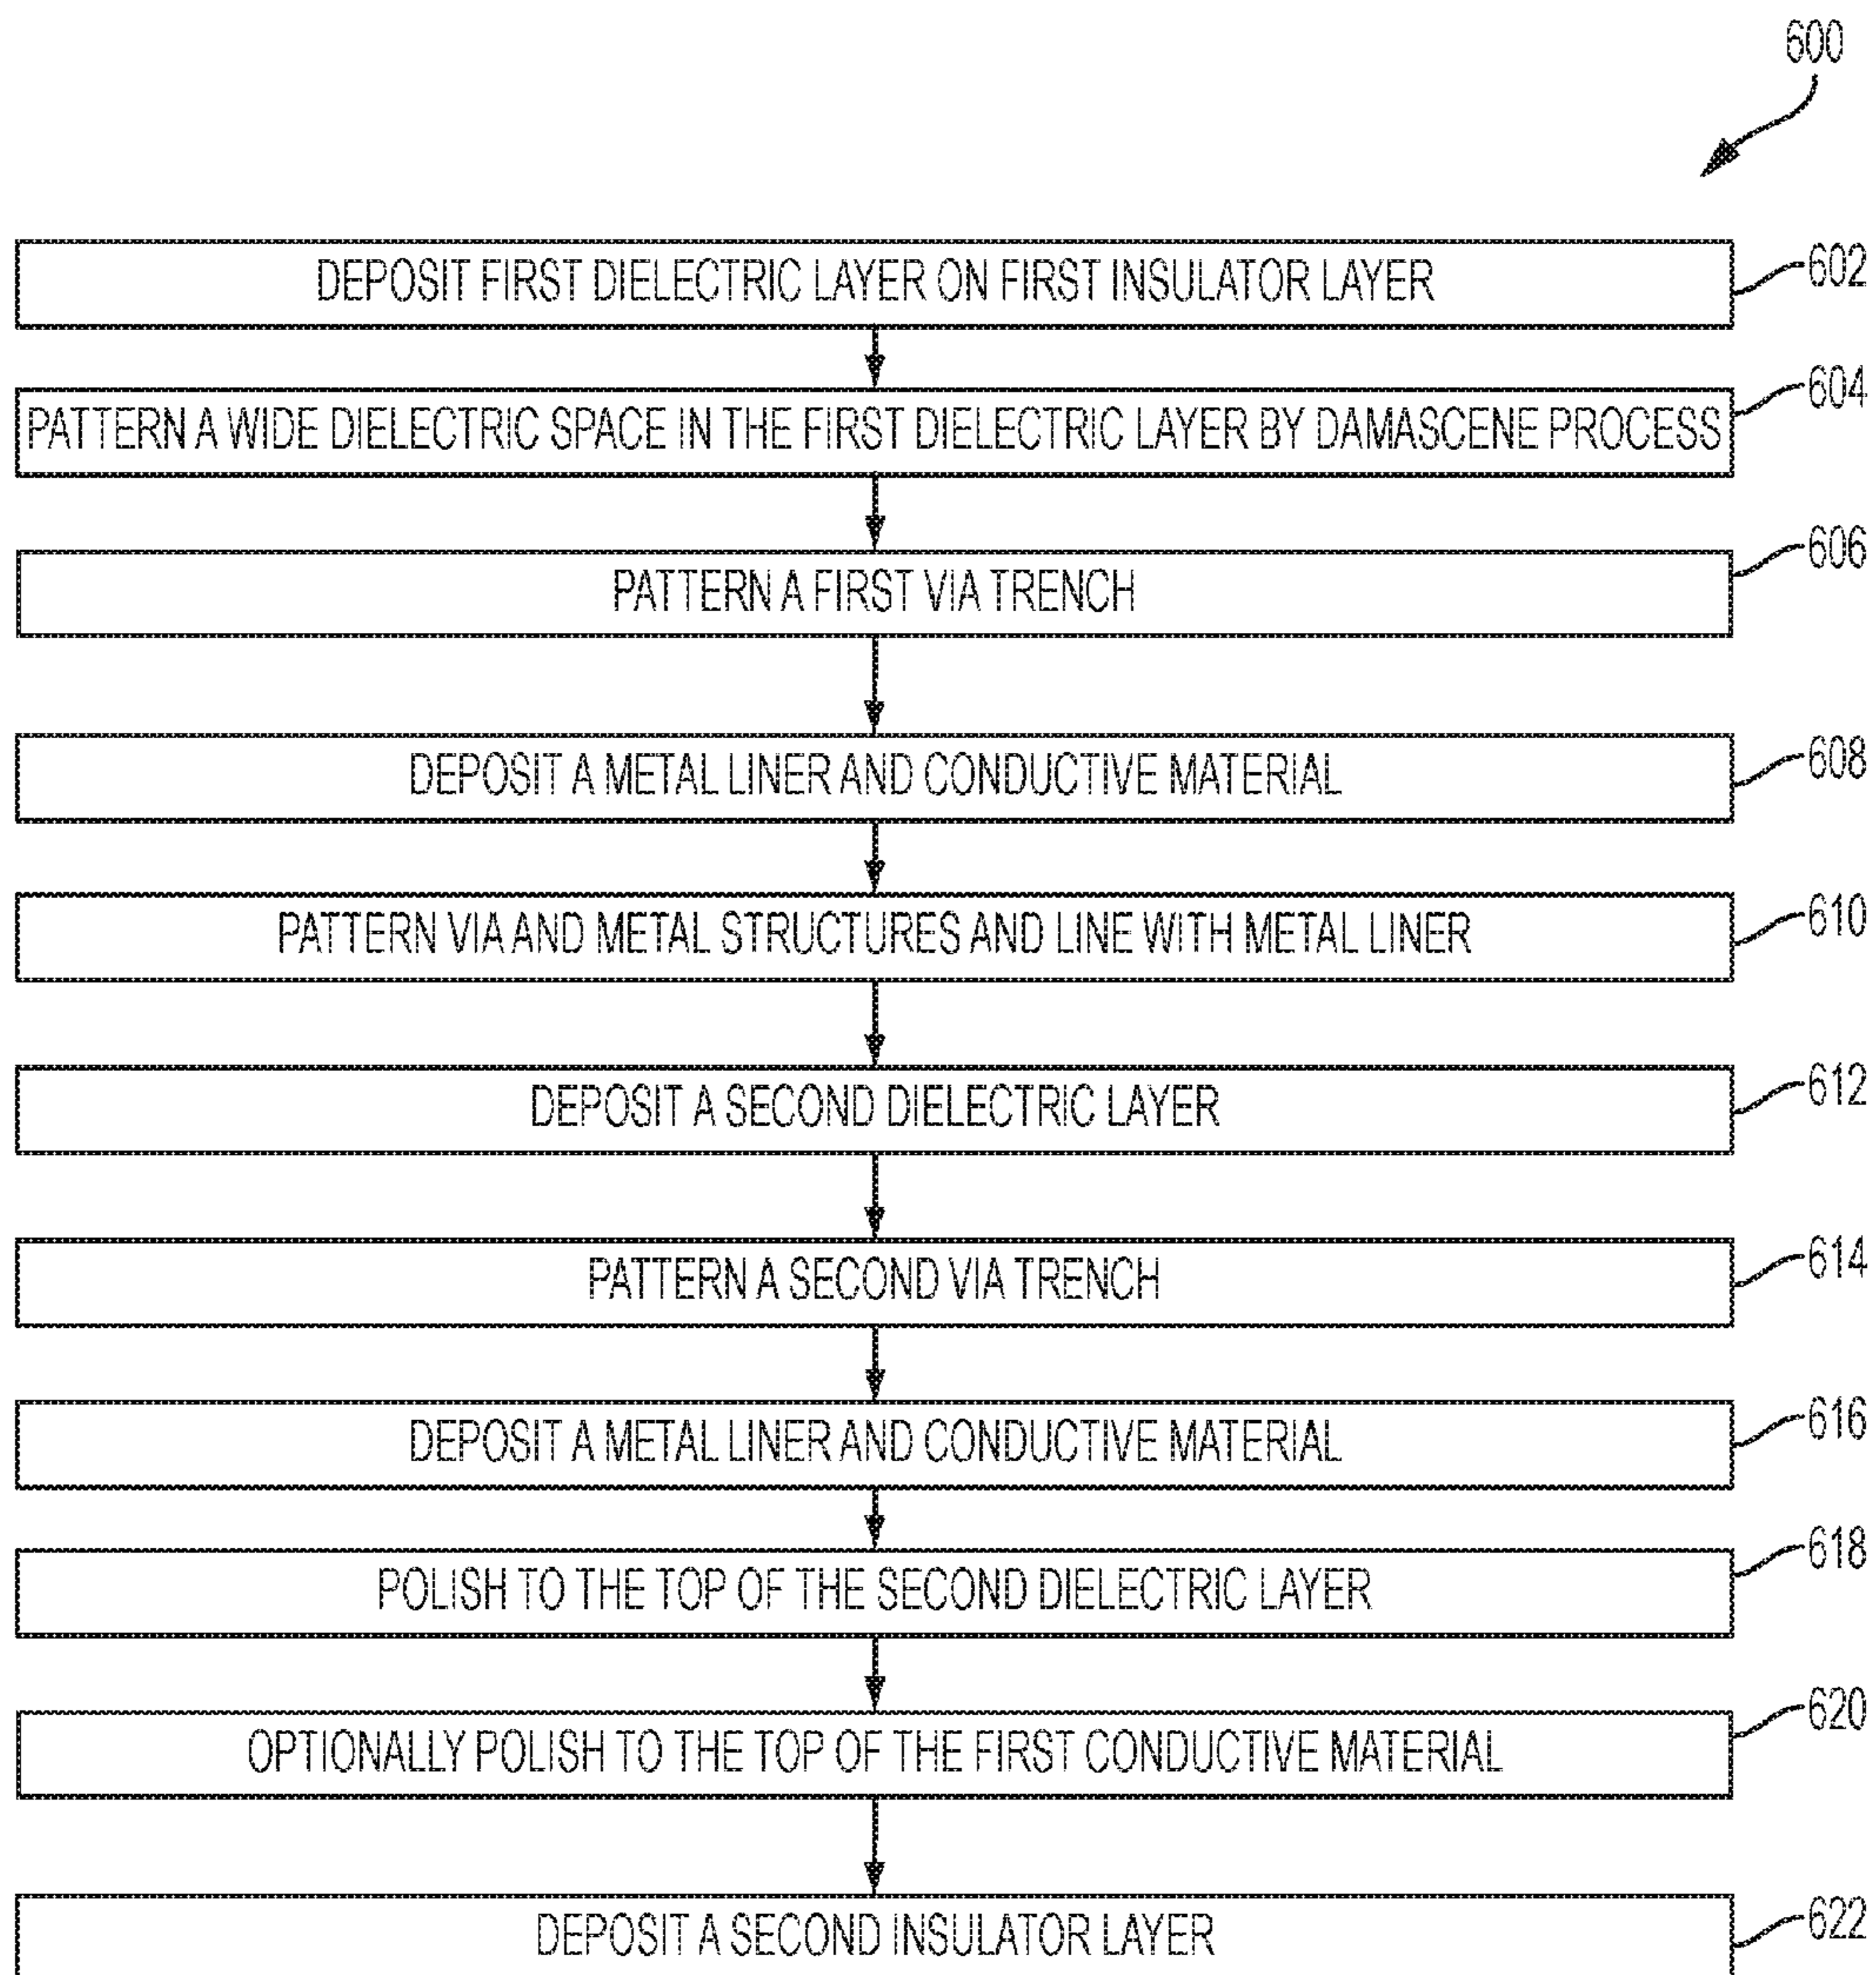 600
DEPOSIT FIRST DIELECTRIC LAYER ON FIRST INSULATOR LAYER
602
PATTERN A WIDE DIELECTRIC SPACE IN THE FIRST DIELECTRIC LAYER BY DAMASCENE PROCESS
604
PATTERN A FIRST VIA TRENCH
606
DEPOSIT A METAL LINER AND CONDUCTIVE MATERIAL
608
PATTERN VIA AND METAL STRUCTURES AND LINE WITH METAL LINER
610
DEPOSIT A SECOND DIELECTRIC LAYER
612
PATTERN A SECOND VIA TRENCH
614
DEPOSIT A METAL LINER AND CONDUCTIVE MATERIAL
616
POLISH TO THE TOP OF THE SECOND DIELECTRIC LAYER
618
OPTIONALLY POLISH TO THE TOP OF THE FIRST CONDUCTIVE MATERIAL
620
DEPOSIT A SECOND INSULATOR LAYER
622